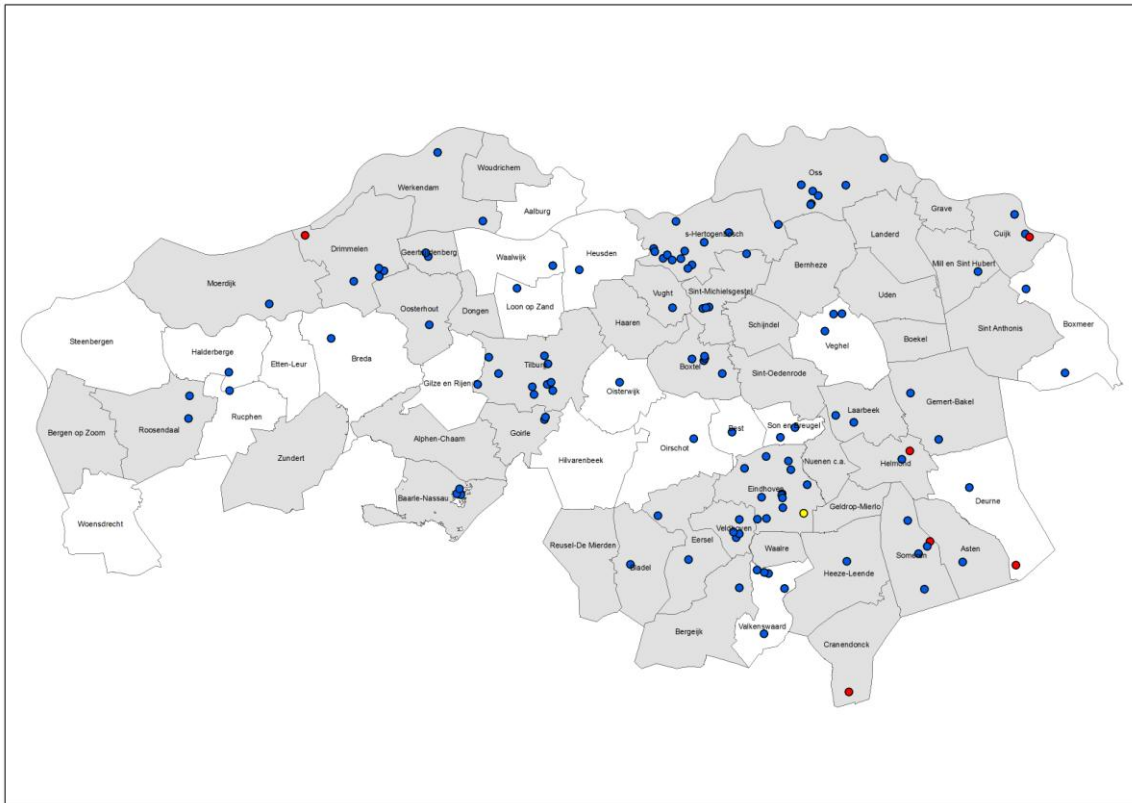 Oss
Woudrichem
Werkendam
Grave
Aalburg
Landerd
s-Hertogenbosch
Cuijk
Drimmelen
Geertruidenberg
Heusden
Mill en Sint Hubert
Waalwijk
Bernheze
Moerdijk
Uden
Vught
Sint-Michielsgestel
Oosterhout
Dongen
Loon op Zand
Steenbergen
Haaren
Schijndel
Sint Anthonis
Boxmeer
Halderberge
Etten-Leur
Breda
Veghel
Boekel
Tilburg
Boxtel
Gilze en Rijen
Sint-Oedenrode
Oisterwijk
Gemert-Bakel
Rucphen
Laarbeek
Bergen op Zoom
Roosendaal
Goirle
Best
Son en Breugel
Alphen-Chaam
Oirschot
Zundert
Hilvarenbeek
Nuenen c.a.
Helmond
Eindhoven
Baarle-Nassau
Deurne
Geldrop-Mierlo
Woensdrecht
Veldhoven
Eersel
Reusel-De Mierden
Waalre
Someren
Asten
Bladel
Heeze-Leende
Valkenswaard
Bergeijk
Cranendonck